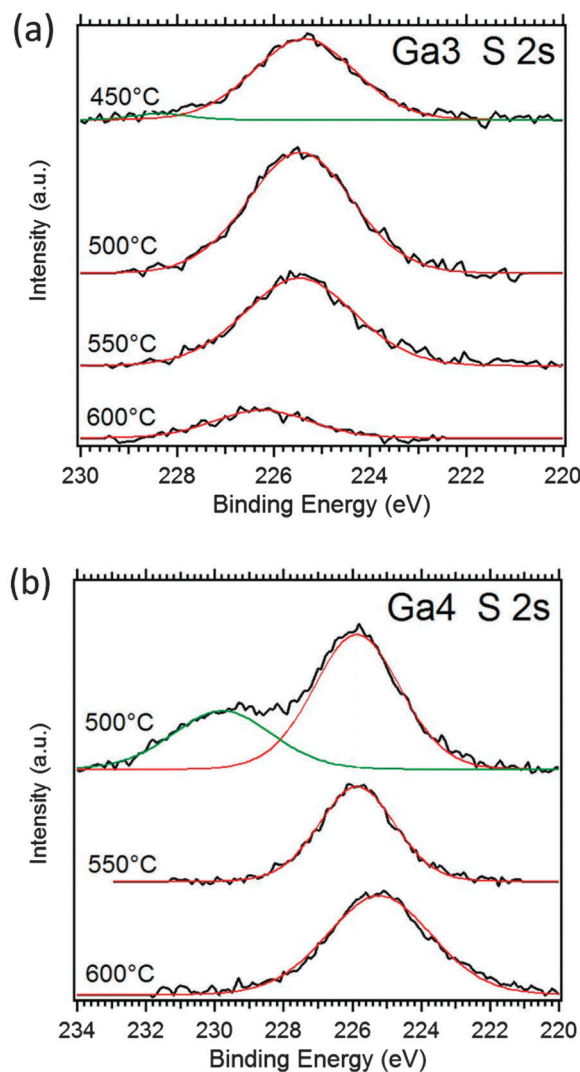 (a)
Ga3 S 2s
450°C
500°C
550°C
600°C
Intensity (a.u.)
230 228 226 224 222 220
Binding Energy (eV)
(b)
Ga4 S 2s
500°C
550°C
600°C
Intensity (a.u.)
234 232 230 228 226 224 222 220
Binding Energy (eV)